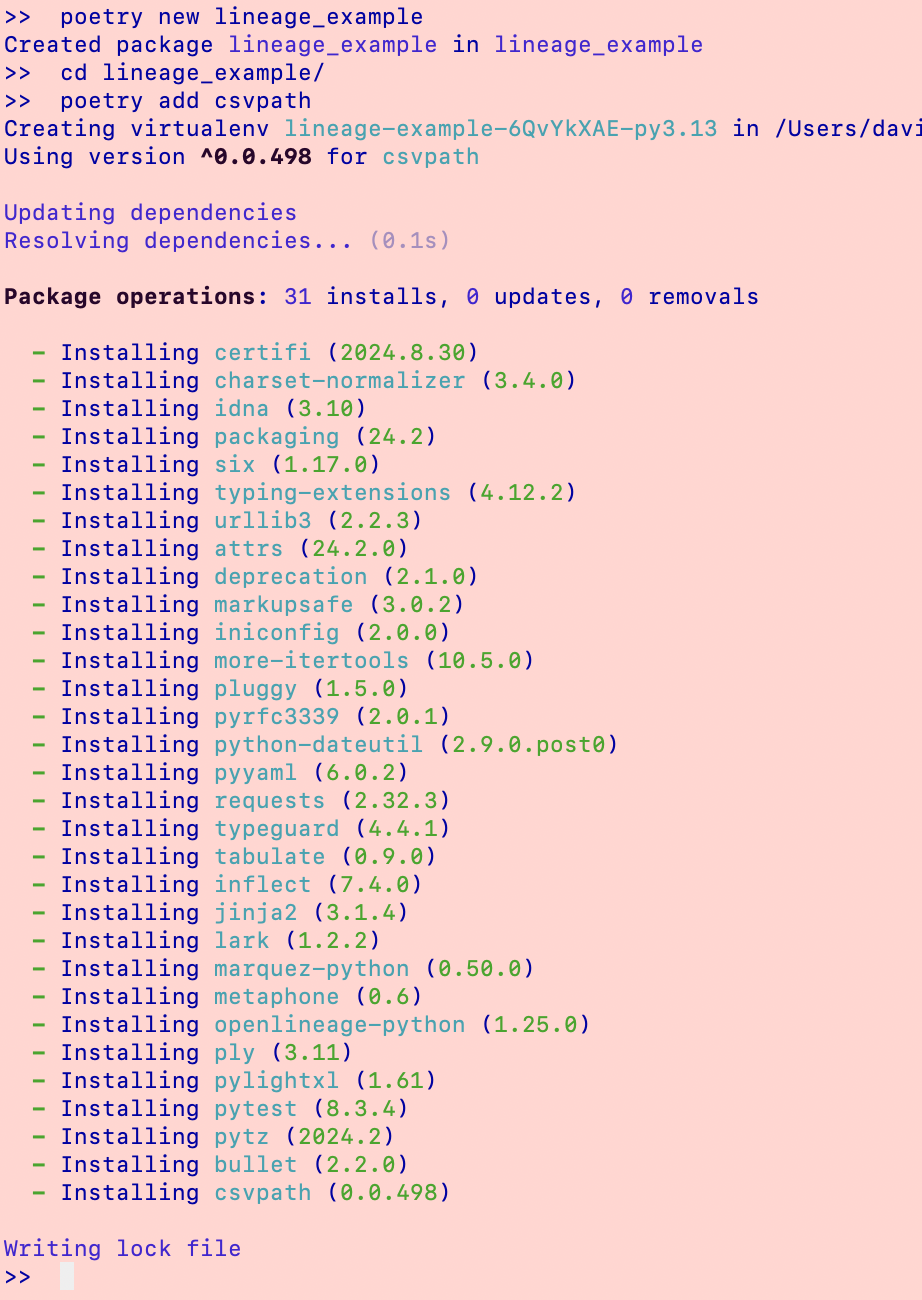 >> poetry new lineage_example
Created package lineage_example in lineage_example
>> cd lineage_example/
>> poetry add csvpath
Creating virtualenv lineage-example-6QvYkXAE-py3.13 in /Users/davi
Using version ^0.0.498 for csvpath
Updating dependencies
Resolving dependencies... (0.1s)
Package operations: 31 installs, 0 updates, 0 removals
- Installing certifi (2024.8.30)
- Installing charset-normalizer (3.4.0)
- Installing idna (3.10)
- Installing packaging (24.2)
- Installing six (1.17.0)
- Installing typing-extensions (4.12.2)
- Installing urllib3 (2.2.3)
- Installing attrs (24.2.0)
- Installing deprecation (2.1.0)
- Installing markupsafe (3.0.2)
- Installing iniconfig (2.0.0)
- Installing more-itertools (10.5.0)
- Installing pluggy (1.5.0)
- Installing pyrfc3339 (2.0.1)
- Installing python-dateutil (2.9.0.post0)
- Installing pyyaml (6.0.2)
- Installing requests (2.32.3)
- Installing typeguard (4.4.1)
- Installing tabulate (0.9.0)
- Installing inflect (7.4.0)
- Installing jinja2 (3.1.4)
- Installing lark (1.2.2)
- Installing marquez-python (0.50.0)
- Installing metaphone (0.6)
- Installing openlineage-python (1.25.0)
- Installing ply (3.11)
- Installing pylightxl (1.61)
- Installing pytest (8.3.4)
- Installing pytz (2024.2)
- Installing bullet (2.2.0)
- Installing csvpath (0.0.498)
Writing lock file
>>